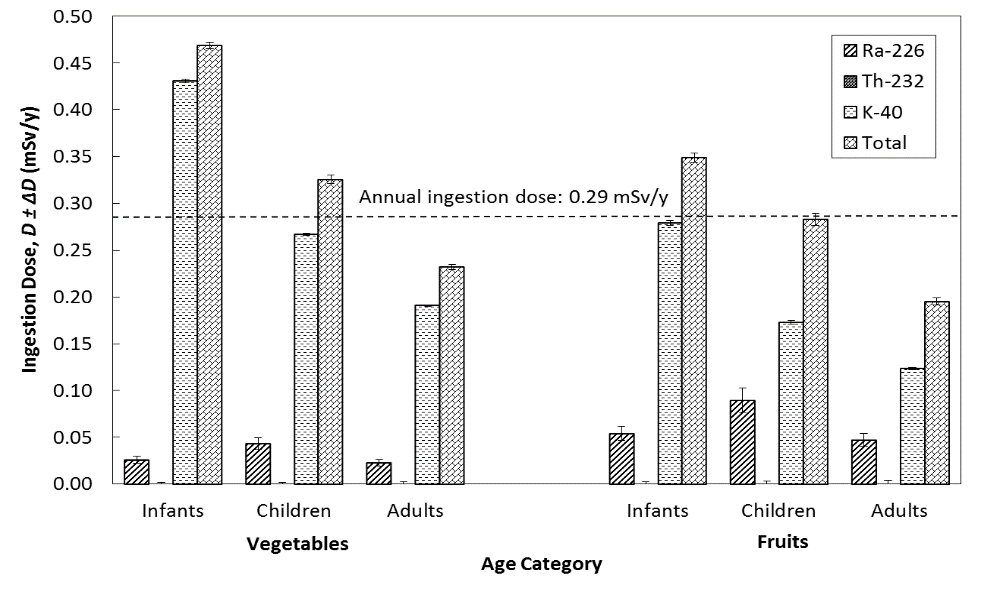 0.50
0.45
0.40
0.35
0.30
0.25
0.20
0.15
0.10
0.05
0.00
Ingestion Dose, D ± ΔD (mSv/y)
Ra-226
Th-232
K-40
Total
Annual ingestion dose: 0.29 mSv/y
Infants Children Adults Infants Children Adults
Vegetables Fruits
Age Category